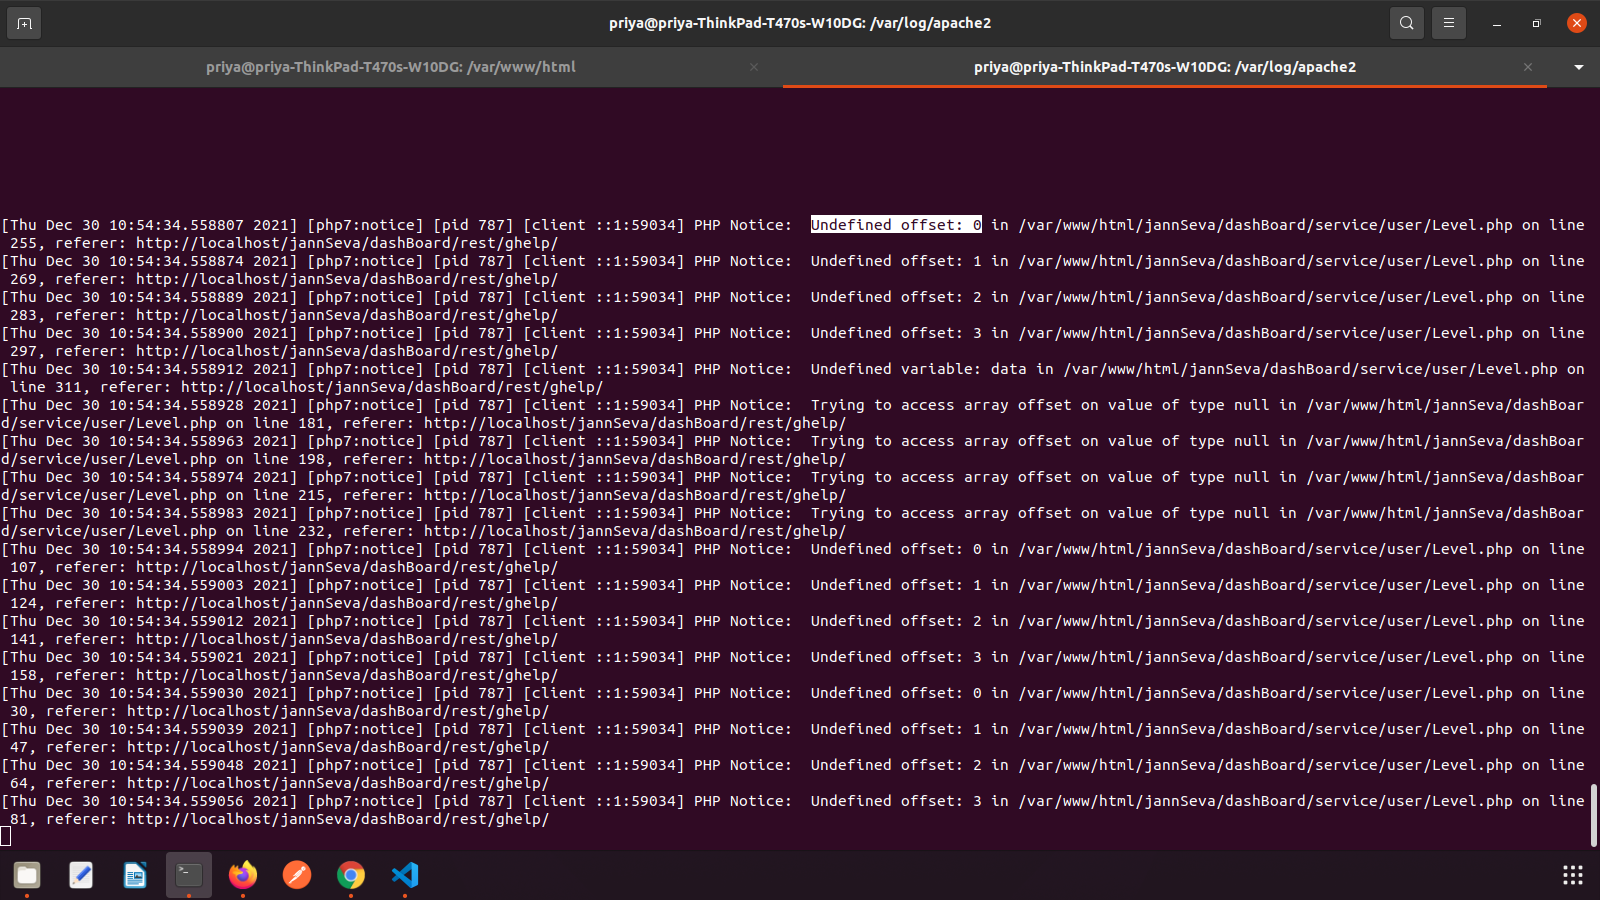 priya@priya-ThinkPad-T470s-W10DG: /var/log/apache2
priya@priya-ThinkPad-T470s-W10DG: /var/www/html
priya@priya-ThinkPad-T470s-W10DG: /var/log/apache2
[Thu Dec 30 10:54:34.558807 2021] [php7:notice] [pid 787] [client ::1:59034] PHP Notice:  Undefined offset: 0 in /var/www/html/jannSeva/dashBoard/service/user/Level.php on line
 255, referer: http://localhost/jannSeva/dashBoard/rest/ghelp/
[Thu Dec 30 10:54:34.558874 2021] [php7:notice] [pid 787] [client ::1:59034] PHP Notice:  Undefined offset: 1 in /var/www/html/jannSeva/dashBoard/service/user/Level.php on line
 269, referer: http://localhost/jannSeva/dashBoard/rest/ghelp/
[Thu Dec 30 10:54:34.558889 2021] [php7:notice] [pid 787] [client ::1:59034] PHP Notice:  Undefined offset: 2 in /var/www/html/jannSeva/dashBoard/service/user/Level.php on line
 283, referer: http://localhost/jannSeva/dashBoard/rest/ghelp/
[Thu Dec 30 10:54:34.558900 2021] [php7:notice] [pid 787] [client ::1:59034] PHP Notice:  Undefined offset: 3 in /var/www/html/jannSeva/dashBoard/service/user/Level.php on line
 297, referer: http://localhost/jannSeva/dashBoard/rest/ghelp/
[Thu Dec 30 10:54:34.558912 2021] [php7:notice] [pid 787] [client ::1:59034] PHP Notice:  Undefined variable: data in /var/www/html/jannSeva/dashBoard/service/user/Level.php on
 line 311, referer: http://localhost/jannSeva/dashBoard/rest/ghelp/
[Thu Dec 30 10:54:34.558928 2021] [php7:notice] [pid 787] [client ::1:59034] PHP Notice:  Trying to access array offset on value of type null in /var/www/html/jannSeva/dashBoar
d/service/user/Level.php on line 181, referer: http://localhost/jannSeva/dashBoard/rest/ghelp/
[Thu Dec 30 10:54:34.558963 2021] [php7:notice] [pid 787] [client ::1:59034] PHP Notice:  Trying to access array offset on value of type null in /var/www/html/jannSeva/dashBoar
d/service/user/Level.php on line 198, referer: http://localhost/jannSeva/dashBoard/rest/ghelp/
[Thu Dec 30 10:54:34.558974 2021] [php7:notice] [pid 787] [client ::1:59034] PHP Notice:  Trying to access array offset on value of type null in /var/www/html/jannSeva/dashBoar
d/service/user/Level.php on line 215, referer: http://localhost/jannSeva/dashBoard/rest/ghelp/
[Thu Dec 30 10:54:34.558983 2021] [php7:notice] [pid 787] [client ::1:59034] PHP Notice:  Trying to access array offset on value of type null in /var/www/html/jannSeva/dashBoar
d/service/user/Level.php on line 232, referer: http://localhost/jannSeva/dashBoard/rest/ghelp/
[Thu Dec 30 10:54:34.558994 2021] [php7:notice] [pid 787] [client ::1:59034] PHP Notice:  Undefined offset: 0 in /var/www/html/jannSeva/dashBoard/service/user/Level.php on line
 107, referer: http://localhost/jannSeva/dashBoard/rest/ghelp/
[Thu Dec 30 10:54:34.559003 2021] [php7:notice] [pid 787] [client ::1:59034] PHP Notice:  Undefined offset: 1 in /var/www/html/jannSeva/dashBoard/service/user/Level.php on line
 124, referer: http://localhost/jannSeva/dashBoard/rest/ghelp/
[Thu Dec 30 10:54:34.559012 2021] [php7:notice] [pid 787] [client ::1:59034] PHP Notice:  Undefined offset: 2 in /var/www/html/jannSeva/dashBoard/service/user/Level.php on line
 141, referer: http://localhost/jannSeva/dashBoard/rest/ghelp/
[Thu Dec 30 10:54:34.559021 2021] [php7:notice] [pid 787] [client ::1:59034] PHP Notice:  Undefined offset: 3 in /var/www/html/jannSeva/dashBoard/service/user/Level.php on line
 158, referer: http://localhost/jannSeva/dashBoard/rest/ghelp/
[Thu Dec 30 10:54:34.559030 2021] [php7:notice] [pid 787] [client ::1:59034] PHP Notice:  Undefined offset: 0 in /var/www/html/jannSeva/dashBoard/service/user/Level.php on line
 30, referer: http://localhost/jannSeva/dashBoard/rest/ghelp/
[Thu Dec 30 10:54:34.559039 2021] [php7:notice] [pid 787] [client ::1:59034] PHP Notice:  Undefined offset: 1 in /var/www/html/jannSeva/dashBoard/service/user/Level.php on line
 47, referer: http://localhost/jannSeva/dashBoard/rest/ghelp/
[Thu Dec 30 10:54:34.559048 2021] [php7:notice] [pid 787] [client ::1:59034] PHP Notice:  Undefined offset: 2 in /var/www/html/jannSeva/dashBoard/service/user/Level.php on line
 64, referer: http://localhost/jannSeva/dashBoard/rest/ghelp/
[Thu Dec 30 10:54:34.559056 2021] [php7:notice] [pid 787] [client ::1:59034] PHP Notice:  Undefined offset: 3 in /var/www/html/jannSeva/dashBoard/service/user/Level.php on line
 81, referer: http://localhost/jannSeva/dashBoard/rest/ghelp/